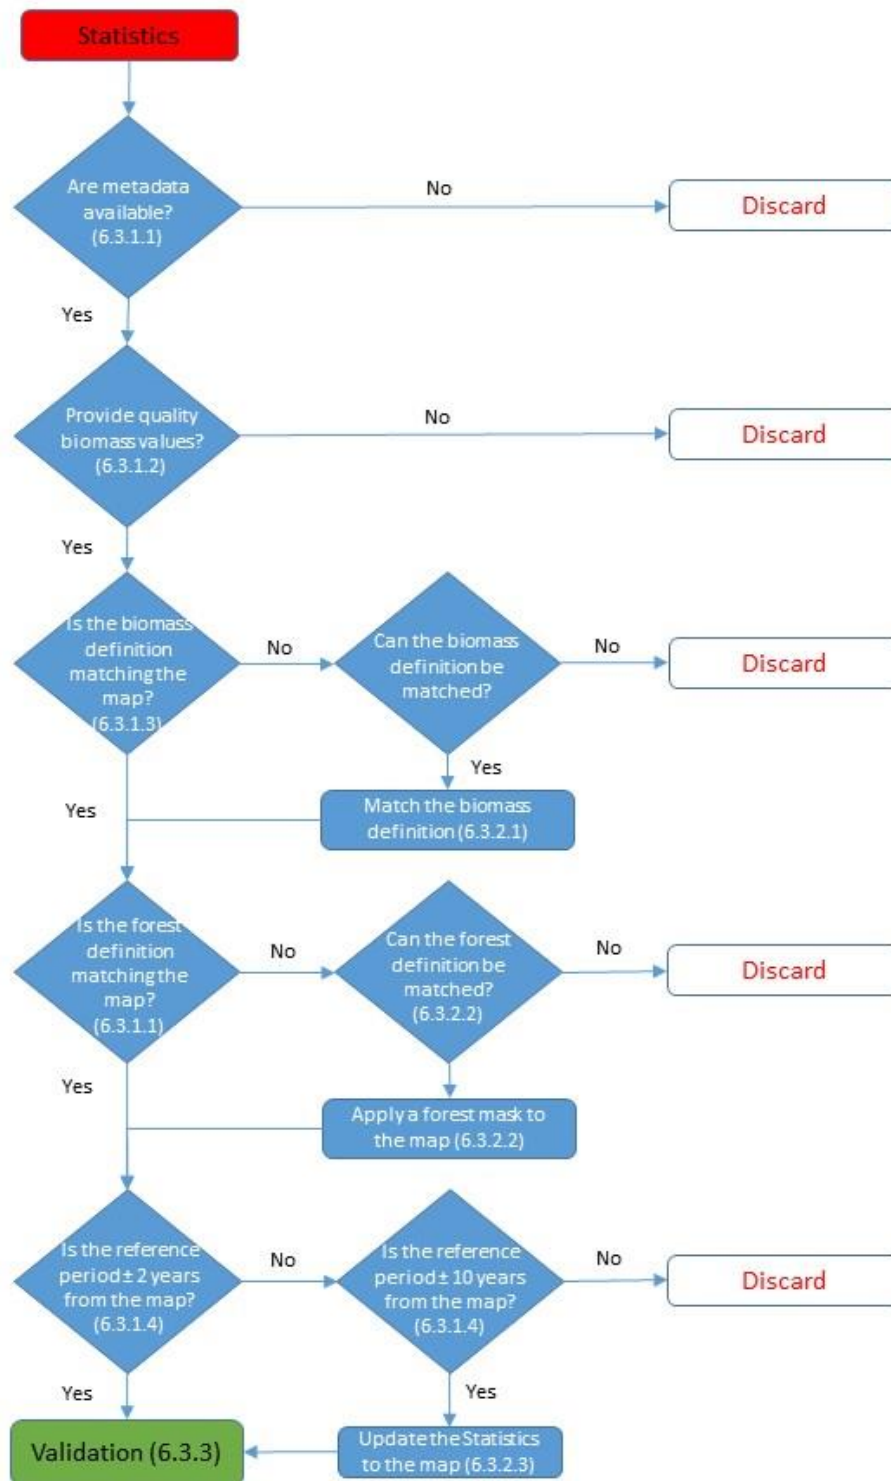 Statistics
Are metadata
available?
(6.3.1.1)
No
Discard
Yes
Provide quality
biomass values?
(6.3.1.2)
No
Discard
Yes
Is the biomass
definition
matching the
map?
(6.3.1.3)
No
Can the biomass
definition be
matched?
No
Discard
Yes
Match the biomass
definition (6.3.2.1)
Yes
Is the forest
definition
matching the
map?
(6.3.1.1)
No
Can the forest
definition be
matched?
(6.3.2.2)
No
Discard
Yes
Apply a forest mask to
the map (6.3.2.2)
Is the reference
period ± 2 years
from the map?
(6.3.1.4)
No
Is the reference
period ± 10 years
from the map?
(6.3.1.4)
No
Discard
Yes
Yes
Validation (6.3.3)
Update the Statistics
to the map (6.3.2.3)